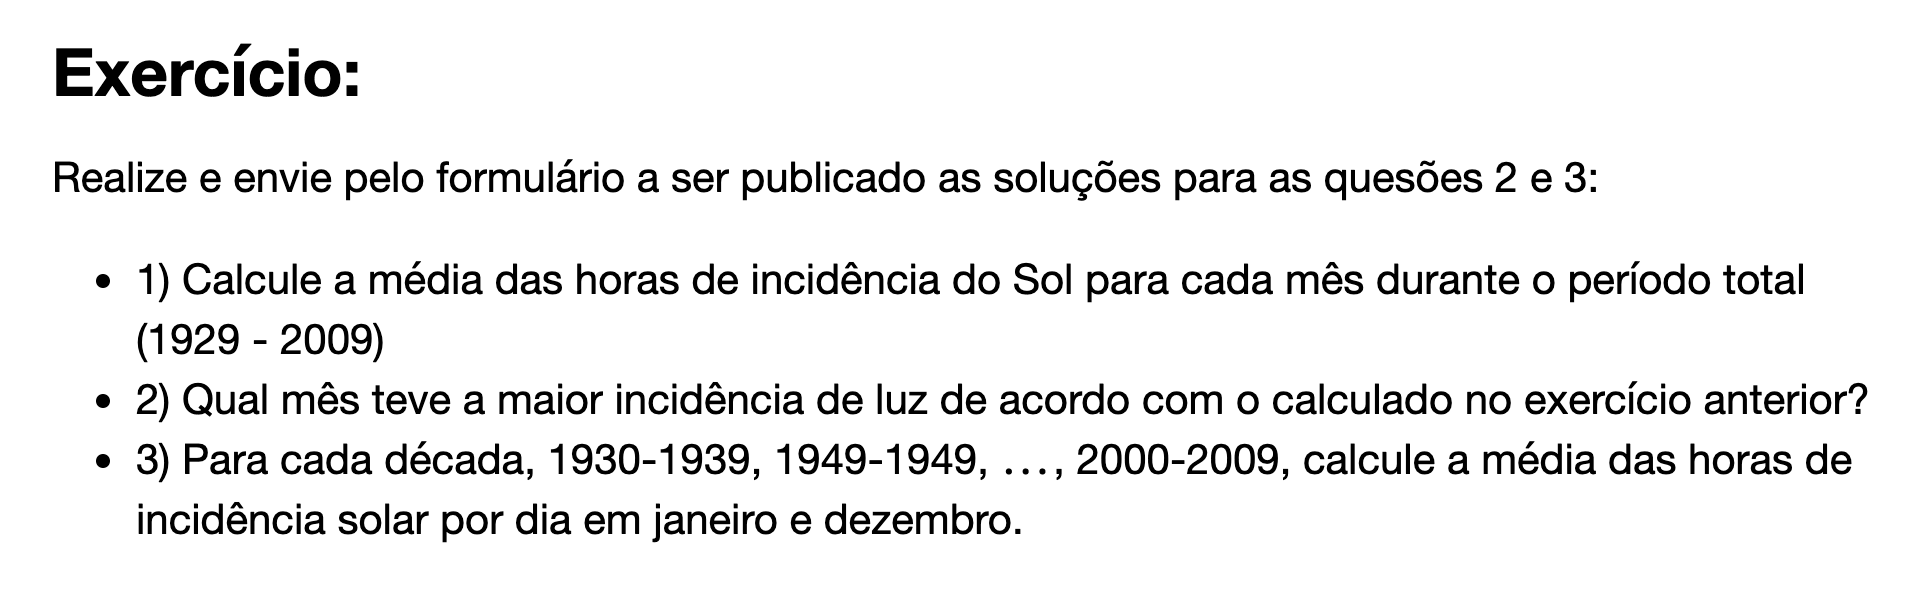 Exercício:
Realize e envie pelo formulário a ser publicado as soluções para as quesões 2 e 3:
• 1) Calcule a média das horas de incidência do Sol para cada mês durante o período total
(1929 - 2009)
• 2) Qual mês teve a maior incidência de luz de acordo com o calculado no exercício anterior?
• 3) Para cada década, 1930-1939, 1949-1949, …, 2000-2009, calcule a média das horas de
incidência solar por dia em janeiro e dezembro.